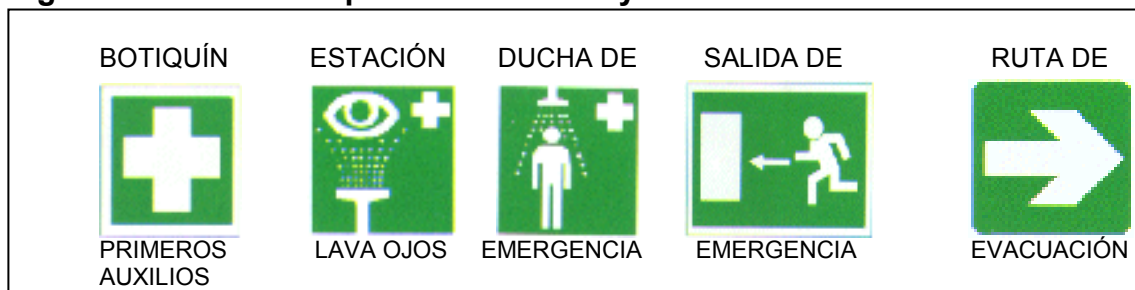 BOTIQUÍN ESTACIÓN DUCHA DE SALIDA DE RUTA DE
PRIMEROS LAVA OJOS EMERGENCIA EMERGENCIA EVACUACIÓN
AUXILIOS